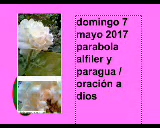 domingo 7
mayo 2017
parabola
alfiler y
paragua /
oración a
dios